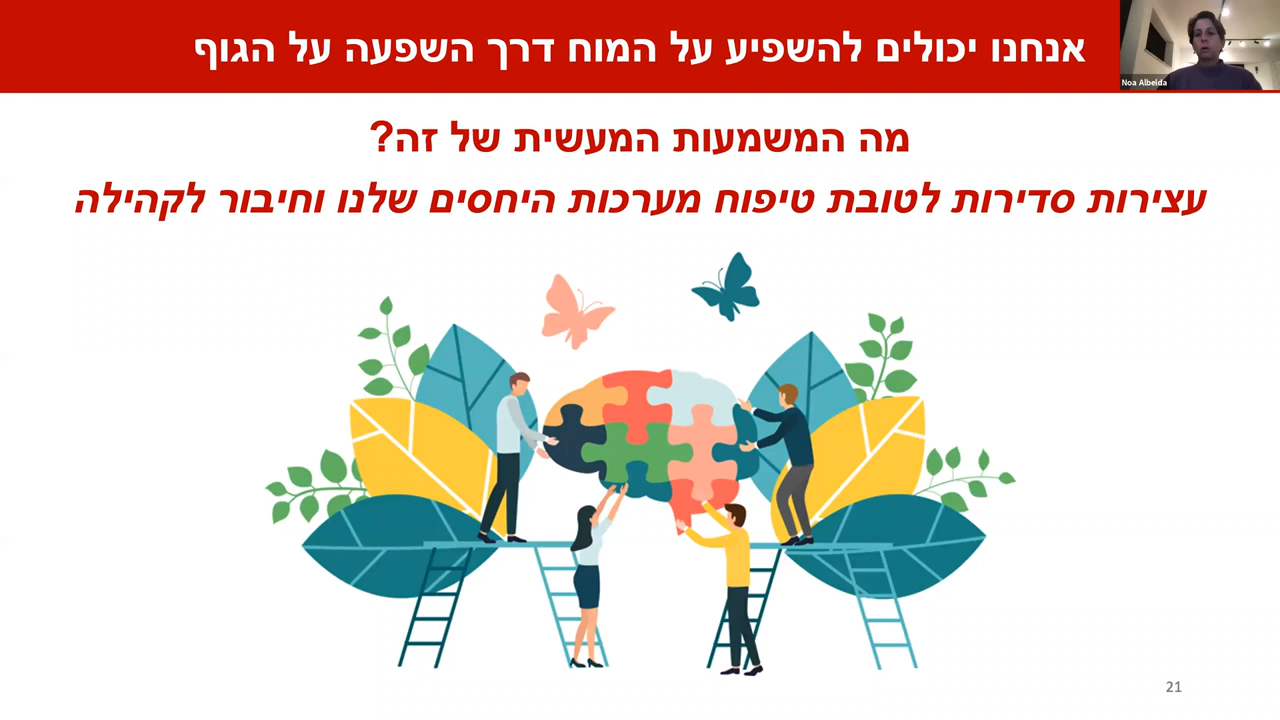 אנחנו יכולים להשפיע על המוח דרך השפעה על הגוף
Noa Albelda
מה המשמעות המעשית של זה?
עצירות סדירות לטובת טיפוח מערכות היחסים שלנו וחיבור לקהילה
21